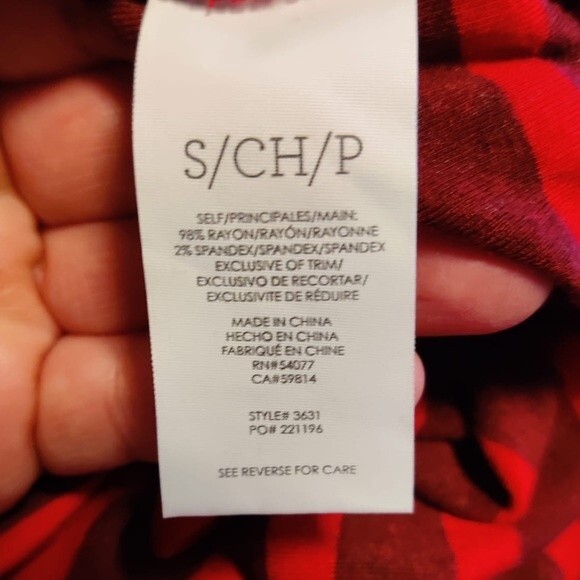 S/CH/P
SELF/PRINCIPALES/MAIN:
98% RAYON/RAYÓN/RAYONNE
2% SPANDEX/SPANDEX/SPANDEX
EXCLUSIVE OF TRIM/
EXCLUSIVO DE RECORTAR/
EXCLUSIVITE DE RÉDUIRE
MADE IN CHINA
HECHO EN CHINA
FABRIQUÉ EN CHINE
RN#54077
CA#59814
STYLE# 3631
PO# 221196
SEE REVERSE FOR CARE